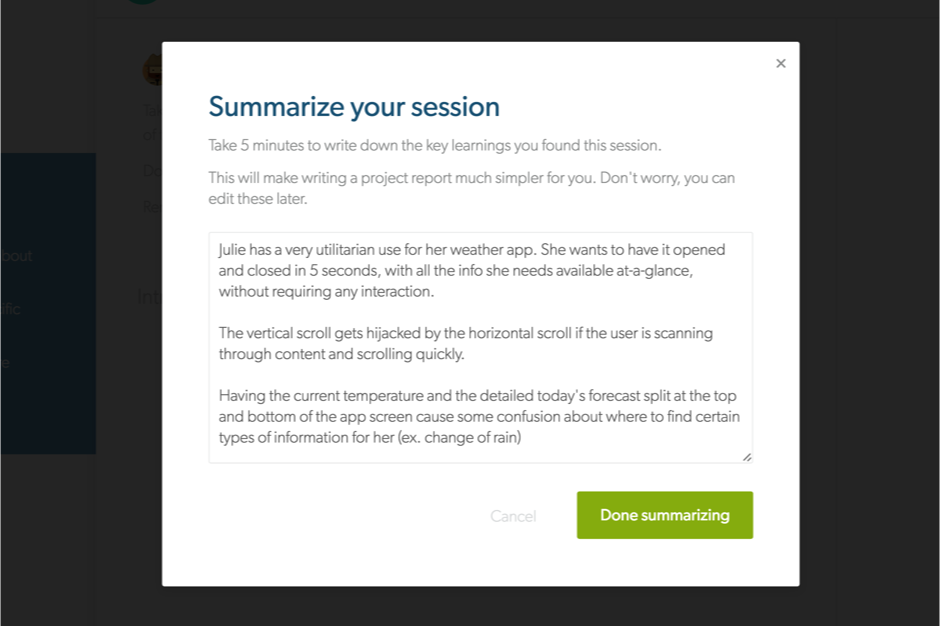 ×
Summarize your session
Take 5 minutes to write down the key learnings you found this session.
This will make writing a project report much simpler for you. Don't worry, you can
edit these later.
Julie has a very utilitarian use for her weather app. She wants to have it opened
and closed in 5 seconds, with all the info she needs available at-a-glance,
without requiring any interaction.
The vertical scroll gets hijacked by the horizontal scroll if the user is scanning
through content and scrolling quickly.
Having the current temperature and the detailed today's forecast split at the top
and bottom of the app screen cause some confusion about where to find certain
types of information for her (ex. change of rain)
Cancel
Done summarizing